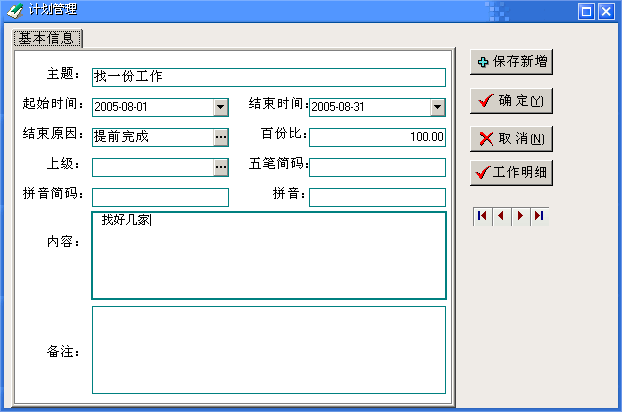 计划管理
基本信息
主题： 找一份工作
起始时间： 2005-08-01 结束时间： 2005-08-31
结束原因： 提前完成 百份比： 100.00
上级： 五笔简码：
拼音简码： 拼音：
内容： 找好几家
备注：
保存新增
确 定(Y)
取 消(N)
工作明细